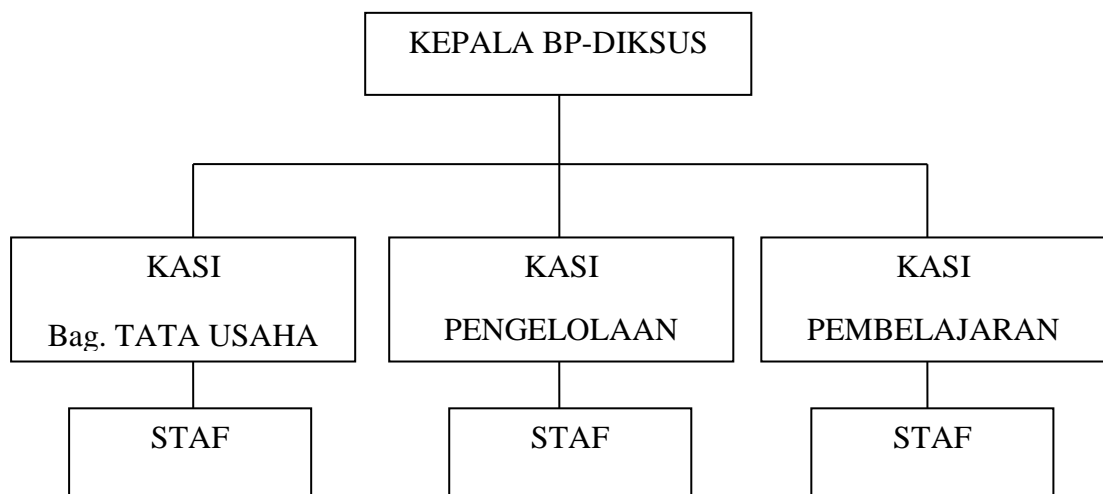 KEPALA BP-DIKSUS
KASI
Bag. TATA USAHA
KASI
PENGELOLAAN
KASI
PEMBELAJARAN
STAF
STAF
STAF